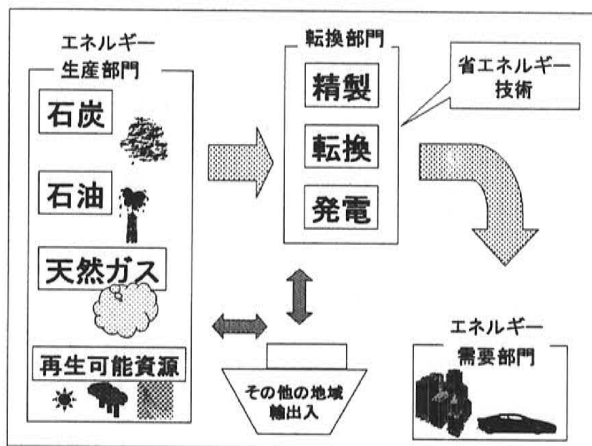 エネルギー
生産部門
石炭
石油
天然ガス
再生可能資源
転換部門
精製
転換
発電
省エネルギー
技術
その他の地域
輸出入
エネルギー
需要部門